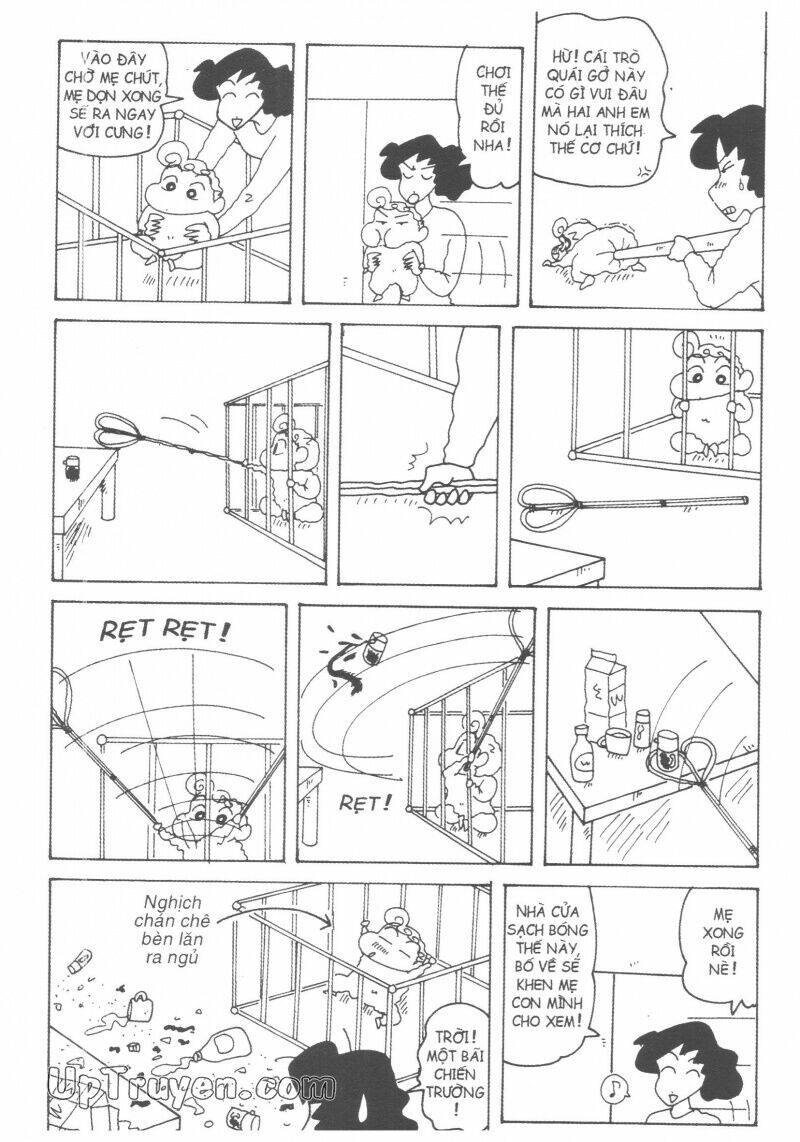 HỪ! CÁI TRÒ
QUÁI GỞ NÀY
CÓ GÌ VUI ĐÂU
MÀ HAI ANH EM
NÓ LẠI THÍCH
THẾ CƠ CHỨ!
CHƠI
THẾ
ĐỦ
RỒI
NHA!
VÀO ĐÂY
CHỜ MẸ CHÚT,
MẸ DỌN XONG
SẼ RA NGAY
VỚI CƯNG!
RẸT!
RẸT RẸT!
MẸ
XONG
RỒI
NÈ!
NHÀ CỬA
SẠCH BÓNG
THẾ NÀY,
BỐ VỀ SẼ
KHEN MẸ
CON MÌNH
CHO XEM!
Nghịch
chán chê
bèn lăn
ra ngủ
TRỜI!
MỘT BÃI
CHIẾN
TRƯỜNG
!
UpTruyen.com